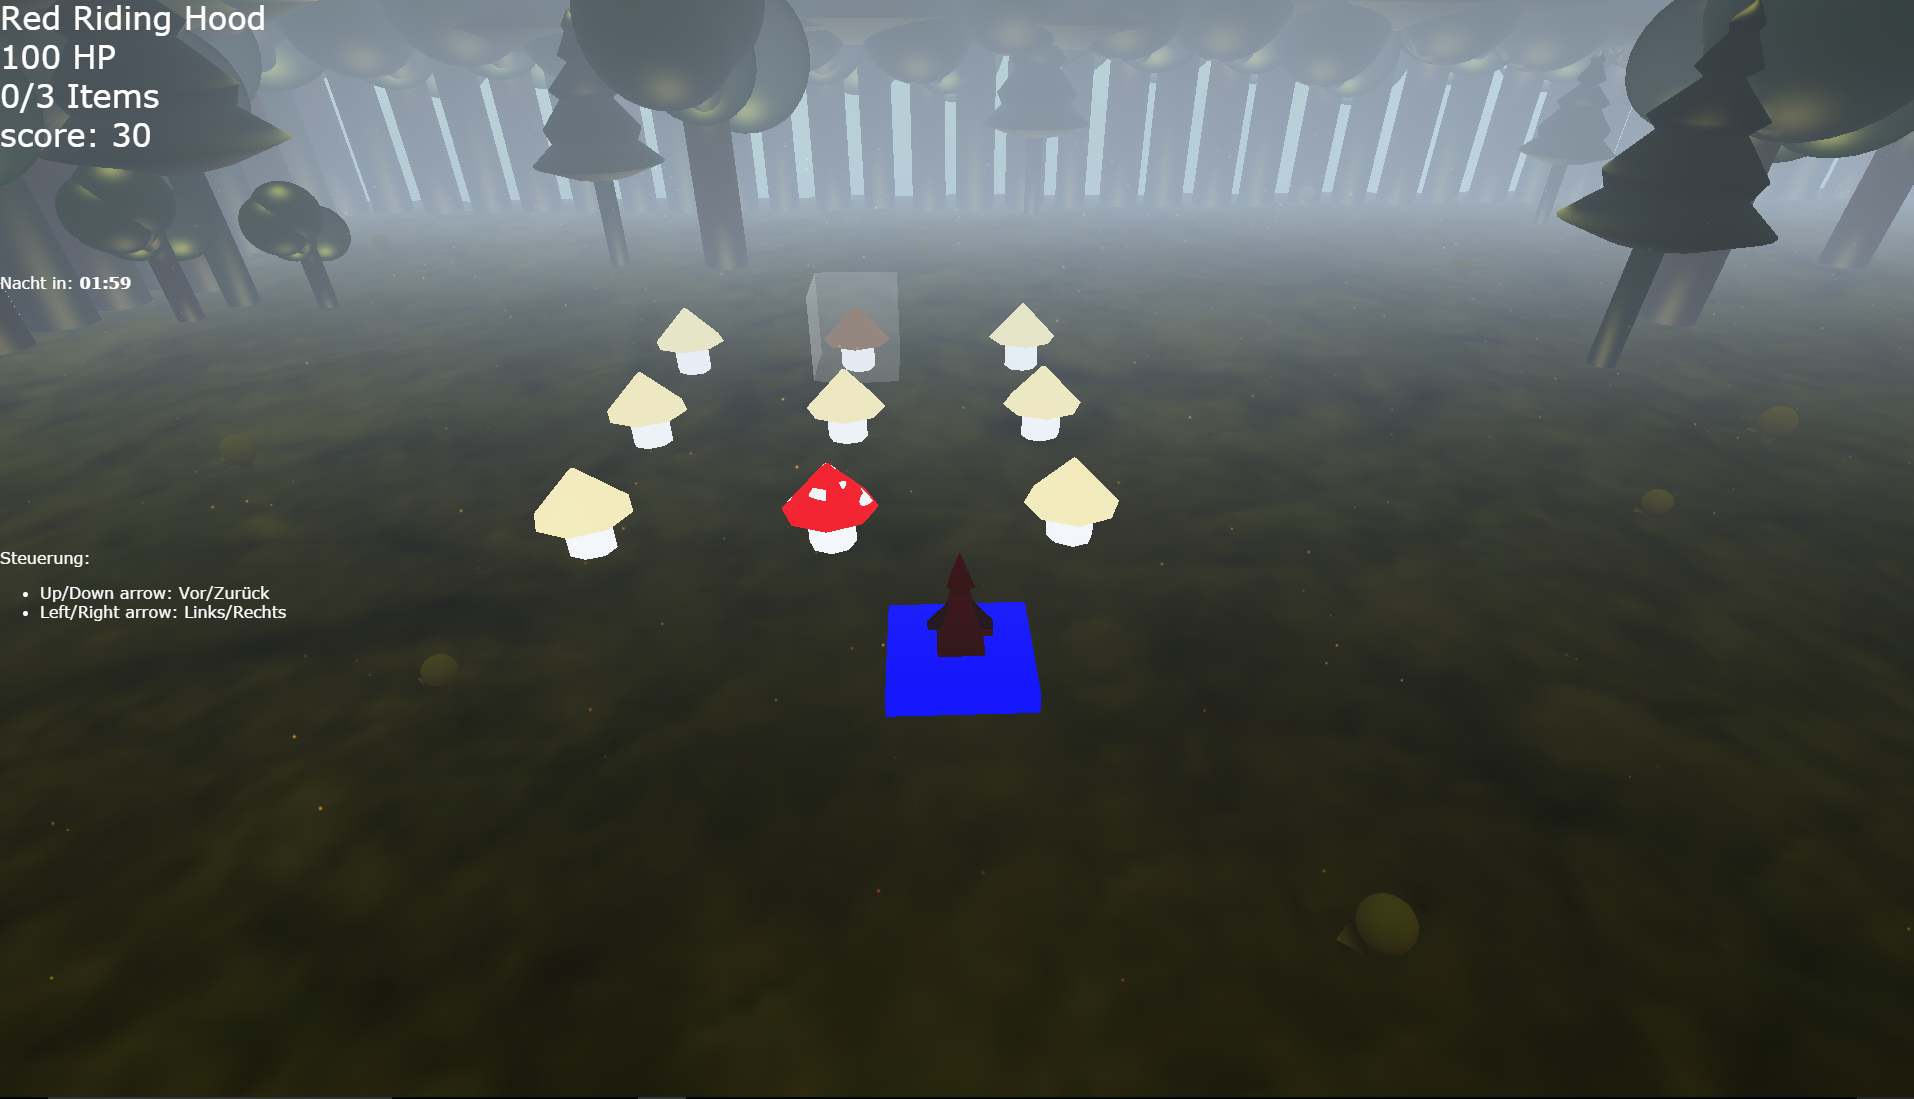 Red Riding Hood
100 HP
0/3 Items
score: 30
Nacht in: 01:59
Steuerung:
• Up/Down arrow: Vor/Zurück
• Left/Right arrow: Links/Rechts